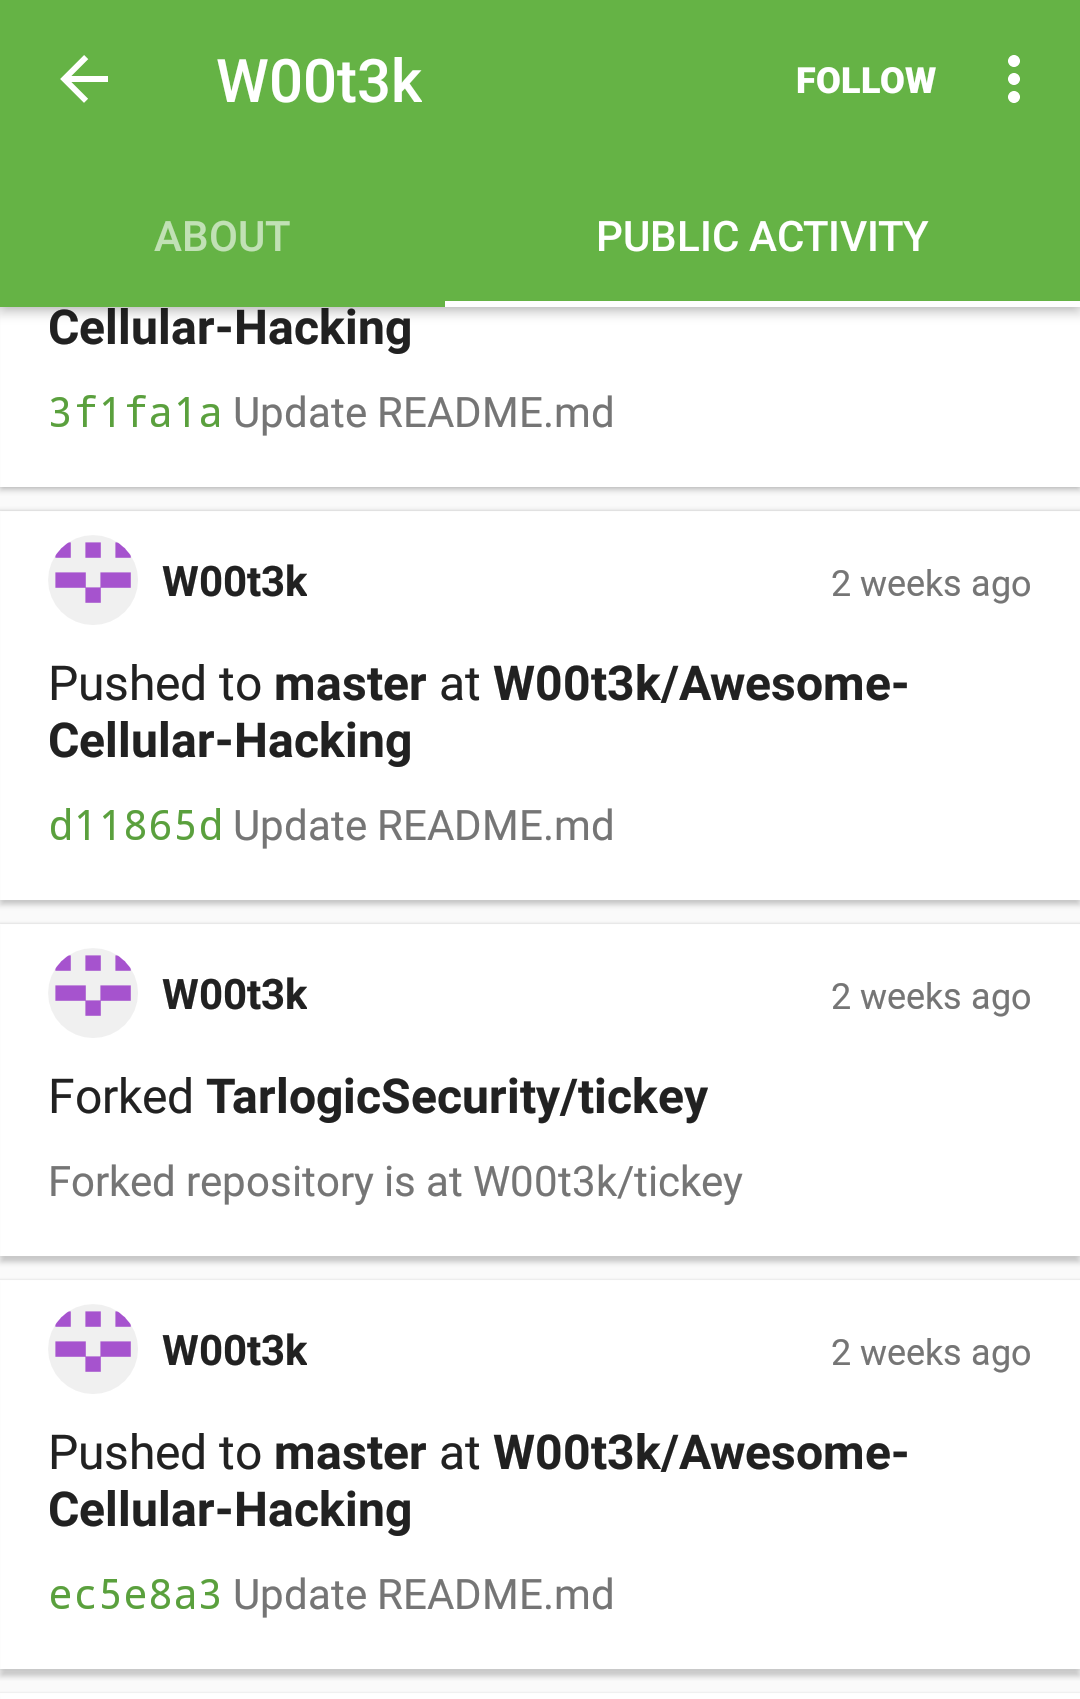 W00t3k
FOLLOW
ABOUT
PUBLIC ACTIVITY
Cellular-Hacking
3f1fa1a Update README.md
W00t3k
2 weeks ago
Pushed to master at W00t3k/Awesome-
Cellular-Hacking
d11865d Update README.md
W00t3k
2 weeks ago
Forked TarlogicSecurity/tickey
Forked repository is at W00t3k/tickey
W00t3k
2 weeks ago
Pushed to master at W00t3k/Awesome-
Cellular-Hacking
ec5e8a3 Update README.md